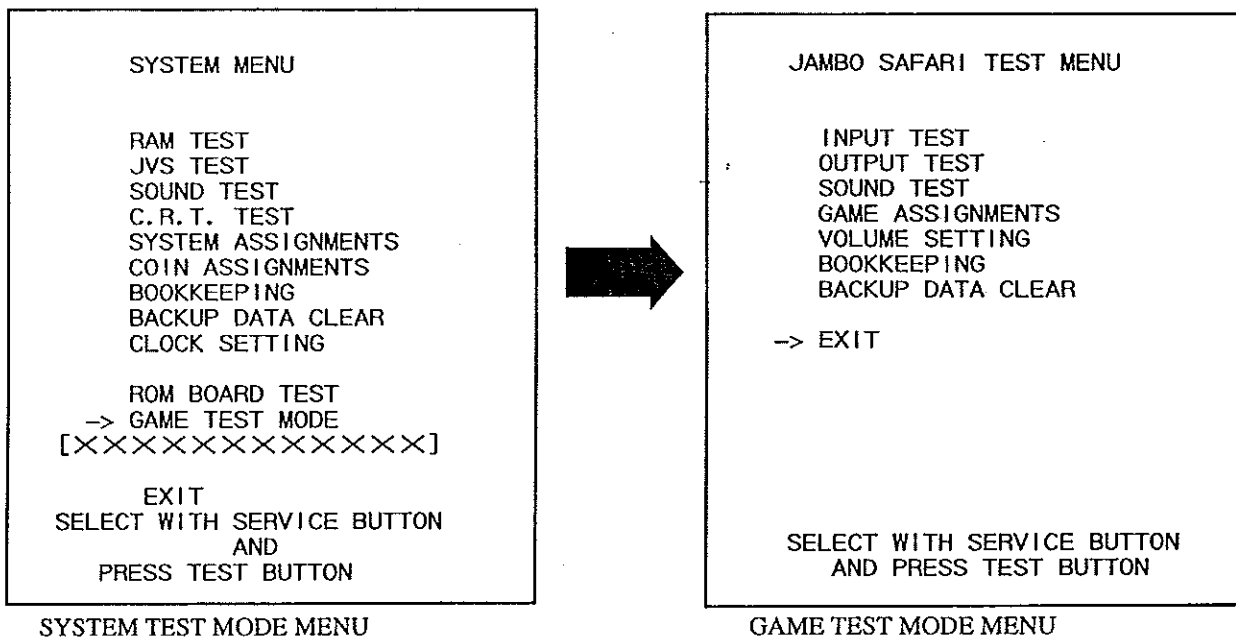 SYSTEM MENU
RAM TEST
JVS TEST
SOUND TEST
C.R.T. TEST
SYSTEM ASSIGNMENTS
COIN ASSIGNMENTS
BOOKKEEPING
BACKUP DATA CLEAR
CLOCK SETTING
ROM BOARD TEST
-> GAME TEST MODE
[XXXXXXXXXXXX]
EXIT
SELECT WITH SERVICE BUTTON
AND
PRESS TEST BUTTON
SYSTEM TEST MODE MENU
JAMBO SAFARI TEST MENU
INPUT TEST
OUTPUT TEST
SOUND TEST
GAME ASSIGNMENTS
VOLUME SETTING
BOOKKEEPING
BACKUP DATA CLEAR
-> EXIT
SELECT WITH SERVICE BUTTON
AND PRESS TEST BUTTON
GAME TEST MODE MENU